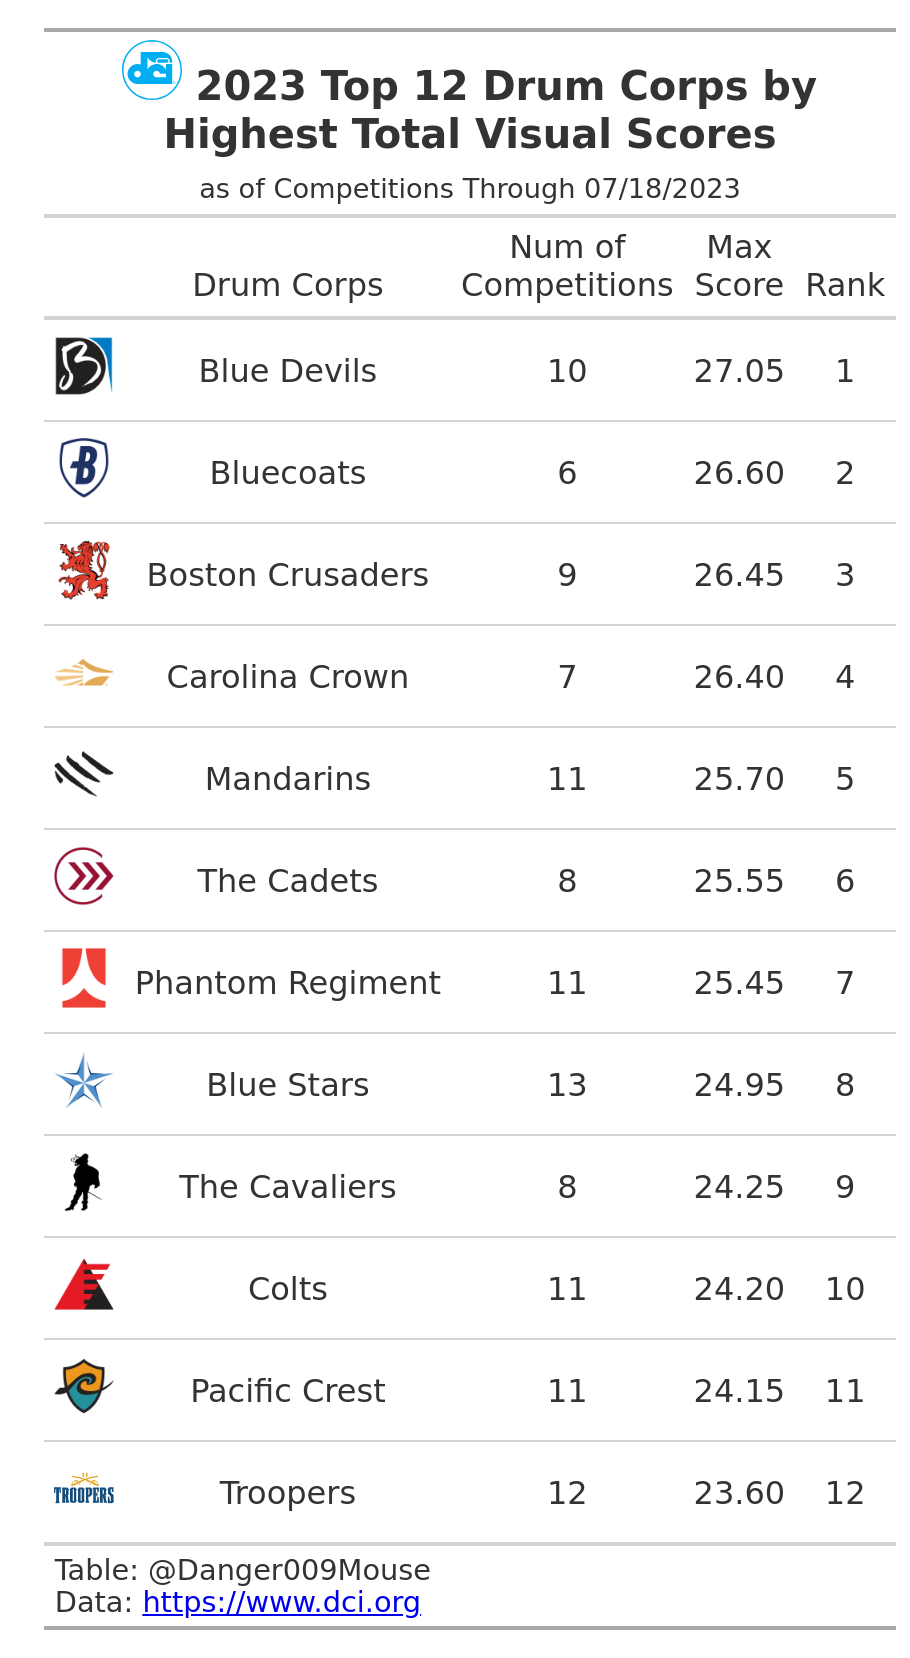 2023 Top 12 Drum Corps by
Highest Total Visual Scores
as of Competitions Through 07/18/2023
Drum Corps Num of Competitions Max Score Rank
B Blue Devils 10 27.05 1
B Bluecoats 6 26.60 2
Boston Crusaders 9 26.45 3
Carolina Crown 7 26.40 4
Mandarins 11 25.70 5
The Cadets 8 25.55 6
Phantom Regiment 11 25.45 7
Blue Stars 13 24.95 8
The Cavaliers 8 24.25 9
Colts 11 24.20 10
Pacific Crest 11 24.15 11
TROOPERS Troopers 12 23.60 12
Table: @Danger009Mouse
Data: https://www.dci.org